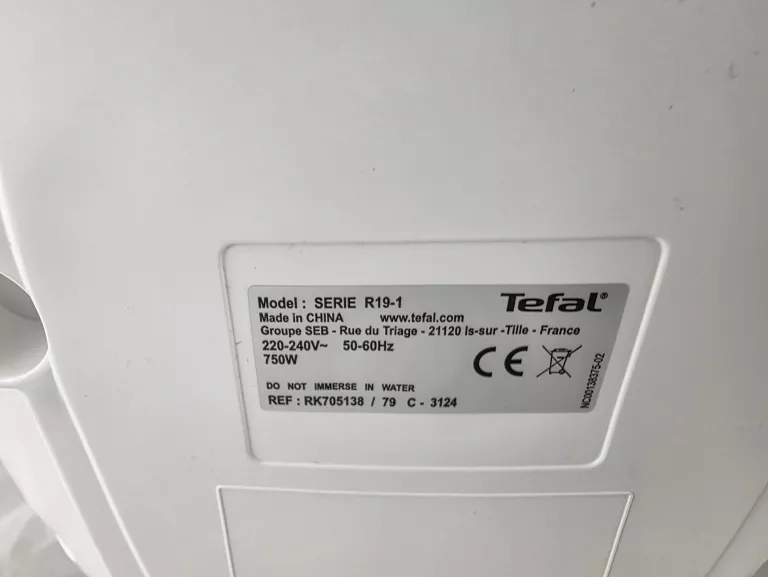 Model : SERIE R19-1
Tefal®
Made in CHINA www.tefal.com
Groupe SEB - Rue du Triage - 21120 Is-sur -Tille - France
220-240V~ 50-60Hz
750W
CE
DO NOT IMMERSE IN WATER
REF : RK705138 / 79 C - 3124
NC00138375-02